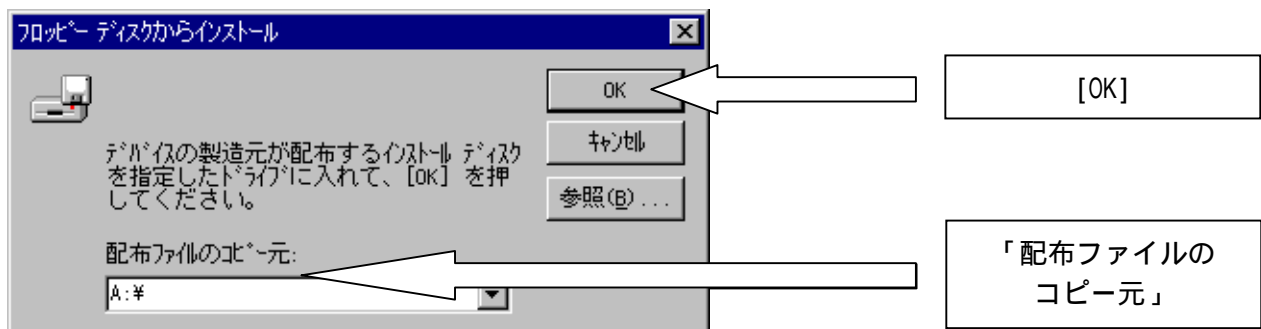 フロッピー ディスクからインストール
OK
[OK]
キャンセル
デバイスの製造元が配布するインストール ディスク
を指定したドライブに入れて、[OK] を押
してください。
参照(B)...
配布ファイルのコピー元:
A:¥
「配布ファイルの
コピー元」